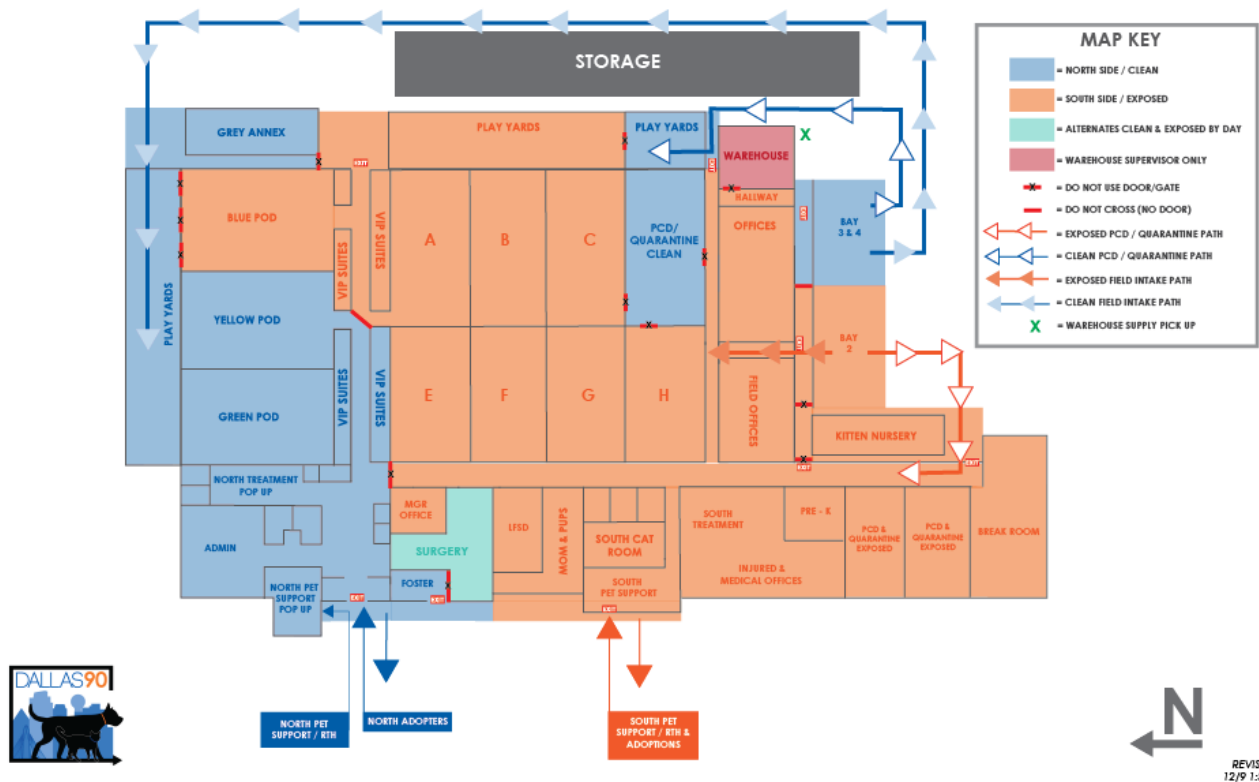 STORAGE
MAP KEY
= NORTH SIDE / CLEAN
= SOUTH SIDE / EXPOSED
= ALTERNATES CLEAN & EXPOSED BY DAY
= WAREHOUSE SUPERVISOR ONLY
= DO NOT USE DOOR/GATE
= DO NOT CROSS (NO DOOR)
= EXPOSED PCD / QUARANTINE PATH
= CLEAN PCD / QUARANTINE PATH
= EXPOSED FIELD INTAKE PATH
= CLEAN FIELD INTAKE PATH
X = WAREHOUSE SUPPLY PICK UP
GREY ANNEX
PLAY YARDS
PLAY YARDS
X
WAREHOUSE
EXIT
EXIT
HALLWAY
BLUE POD
VIP SUITES
VIP SUITES
A
B
C
PCD/
QUARANTINE
CLEAN
OFFICES
EXIT
BAY
3 & 4
PLAY YARDS
YELLOW POD
BAY
2
EXIT
GREEN POD
VIP SUITES
VIP SUITES
E
F
G
H
FIELD OFFICES
KITTEN NURSERY
EXIT
EXIT
NORTH TREATMENT
POP UP
MGR
OFFICE
LFSD
MOM & PUPS
SOUTH CAT
ROOM
SOUTH
TREATMENT
PRE - K
PCD &
QUARANTINE
EXPOSED
PCD &
QUARANTINE
EXPOSED
BREAK ROOM
ADMIN
SURGERY
INJURED &
MEDICAL OFFICES
FOSTER
SOUTH
PET SUPPORT
NORTH PET
SUPPORT
POP UP
EXIT
EXIT
EXIT
DALLAS90
NORTH PET
SUPPORT / RTH
NORTH ADOPTERS
SOUTH PET
SUPPORT / RTH &
ADOPTIONS
N
12/9